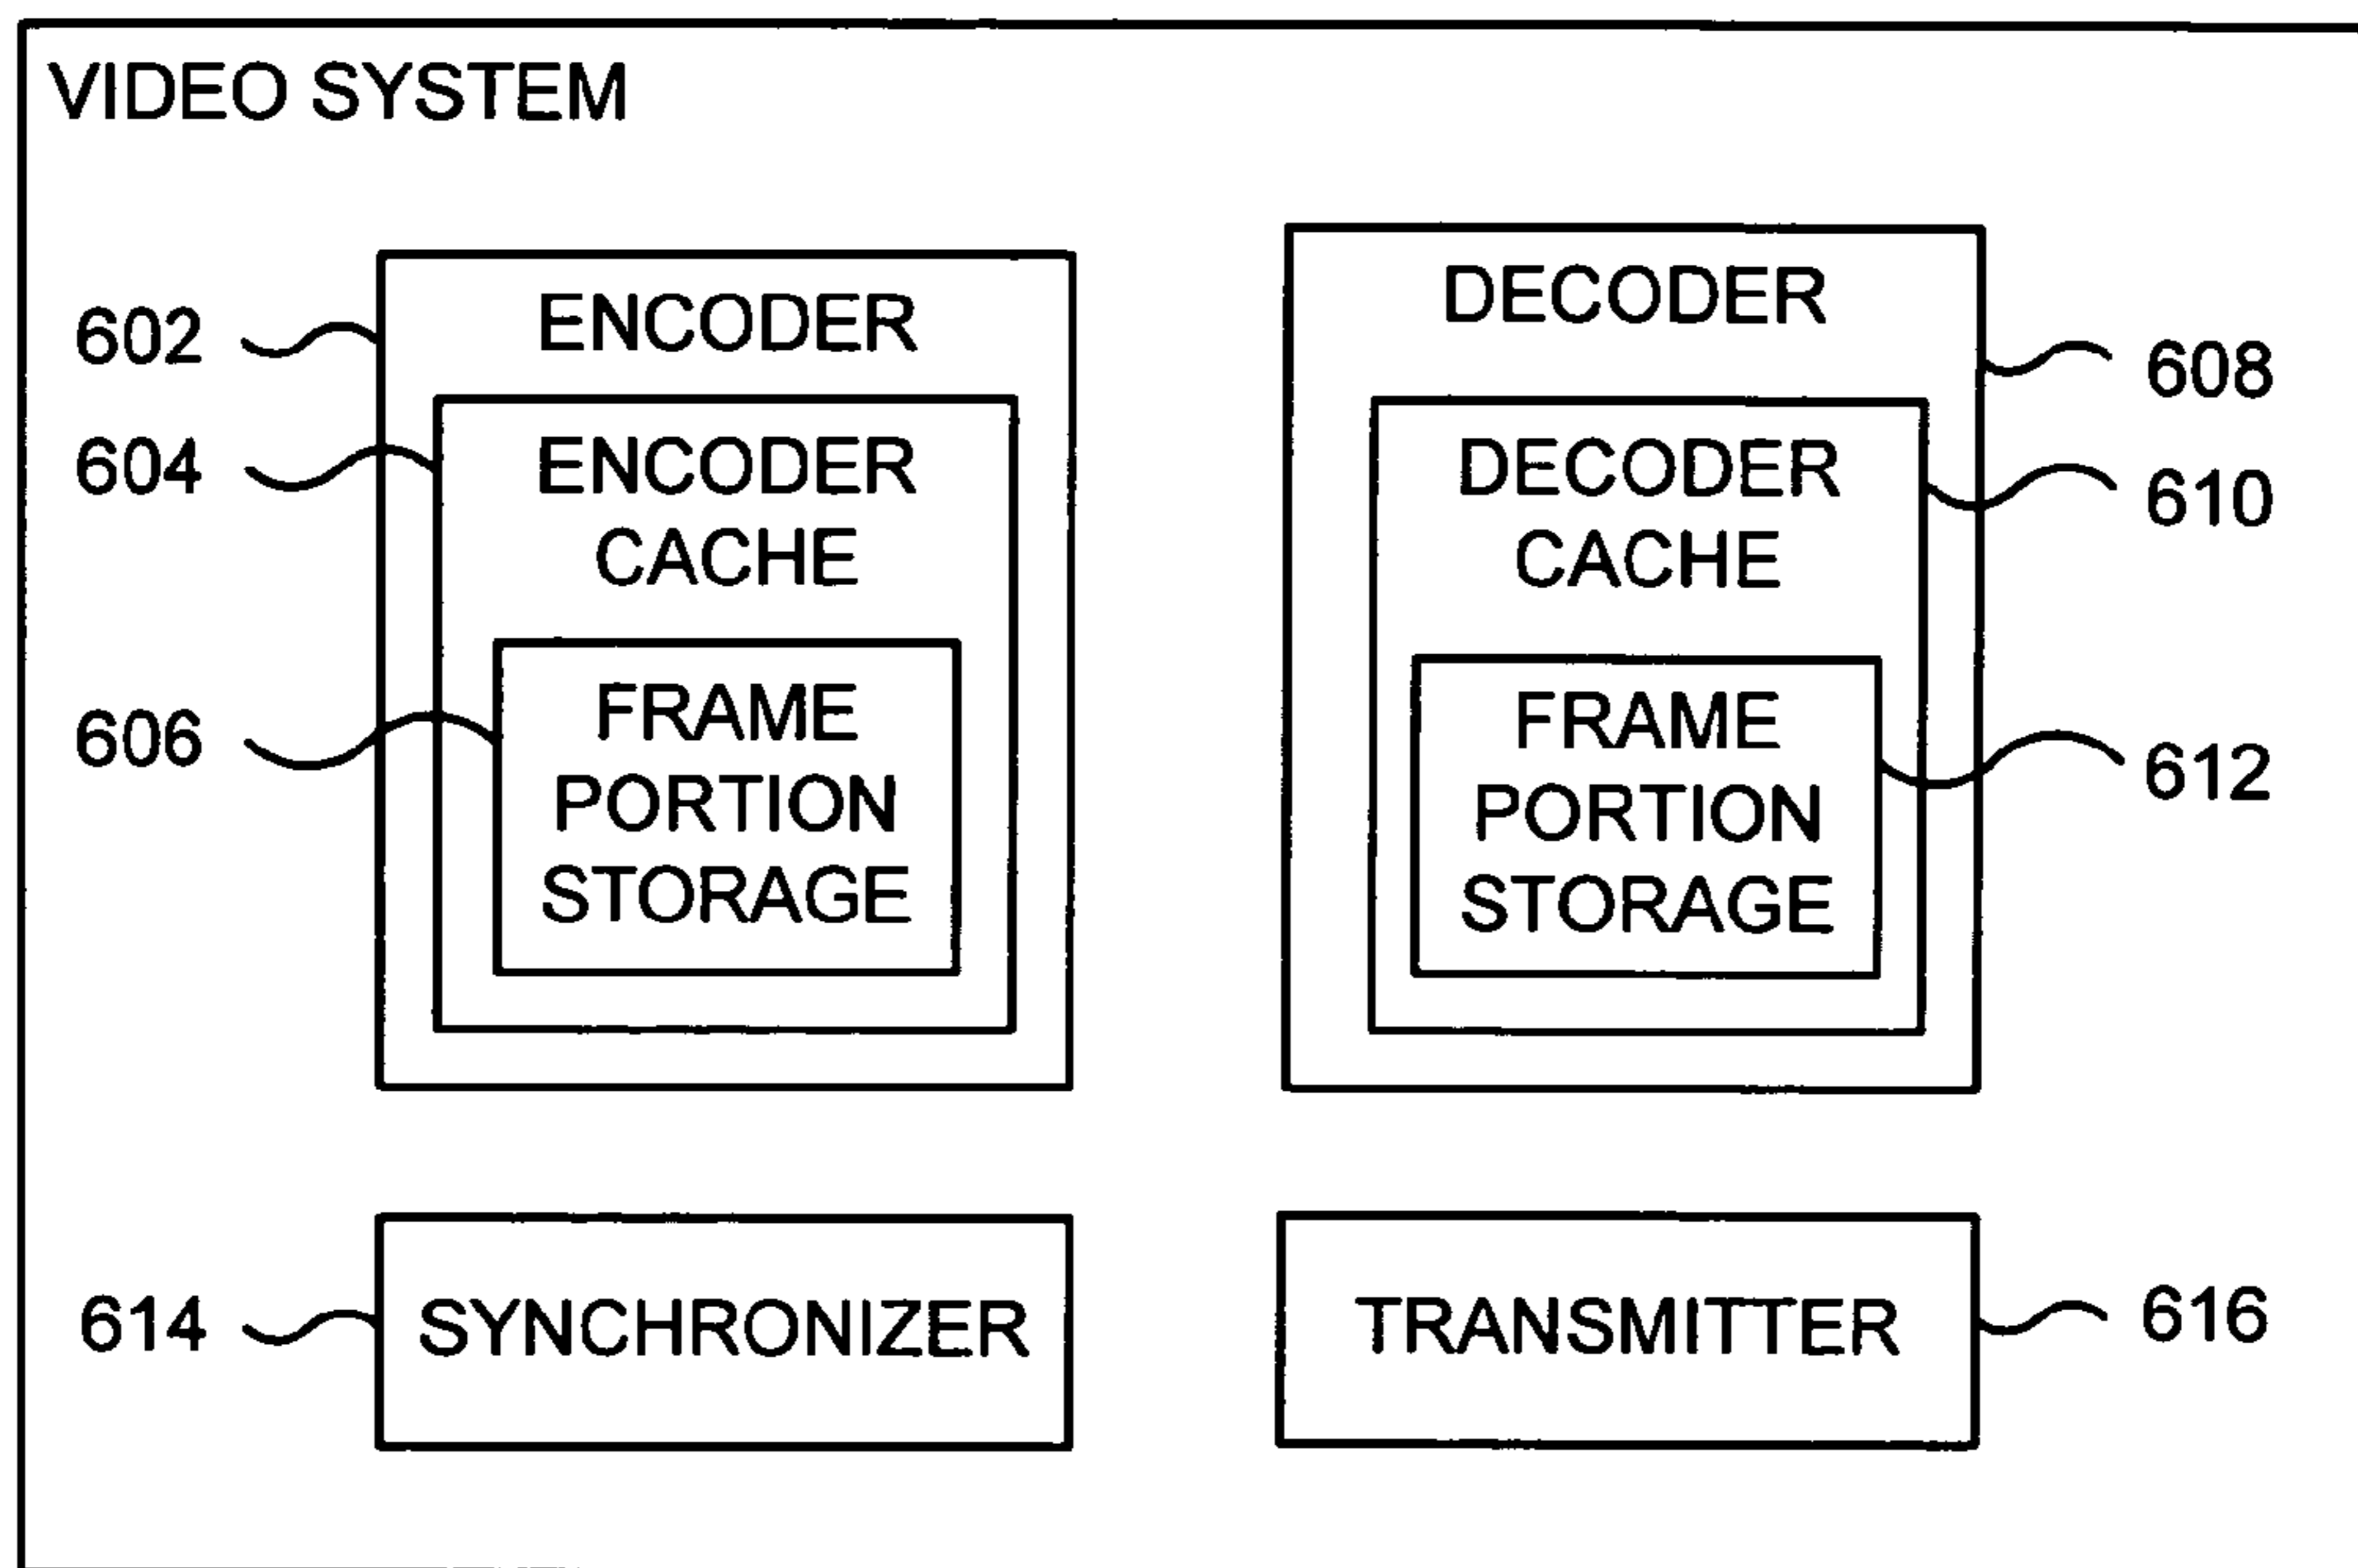 VIDEO SYSTEM
602
ENCODER
604
ENCODER
CACHE
606
FRAME
PORTION
STORAGE
DECODER
608
DECODER
CACHE
610
FRAME
PORTION
STORAGE
612
614
SYNCHRONIZER
TRANSMITTER
616